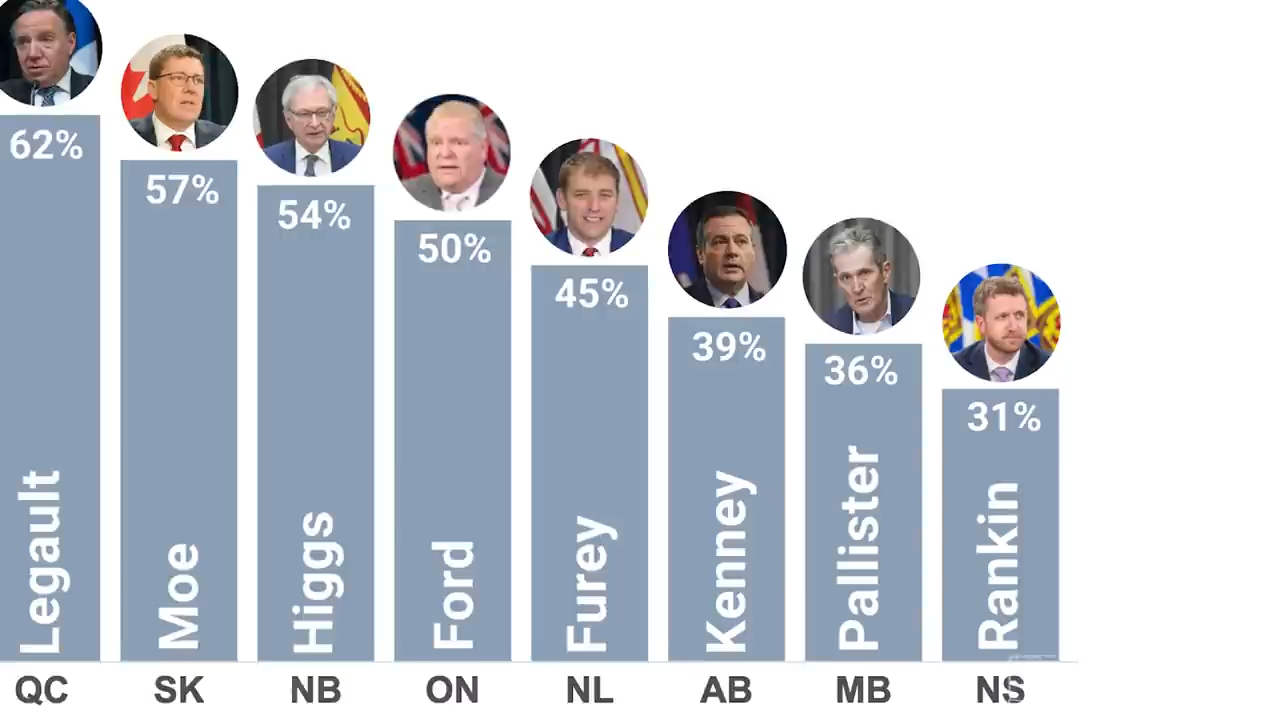 62%
57%
54%
50%
45%
39%
36%
31%
Legault
Moe
Higgs
Ford
Furey
Kenney
Pallister
Rankin
QC
SK
NB
ON
NL
AB
MB
NS